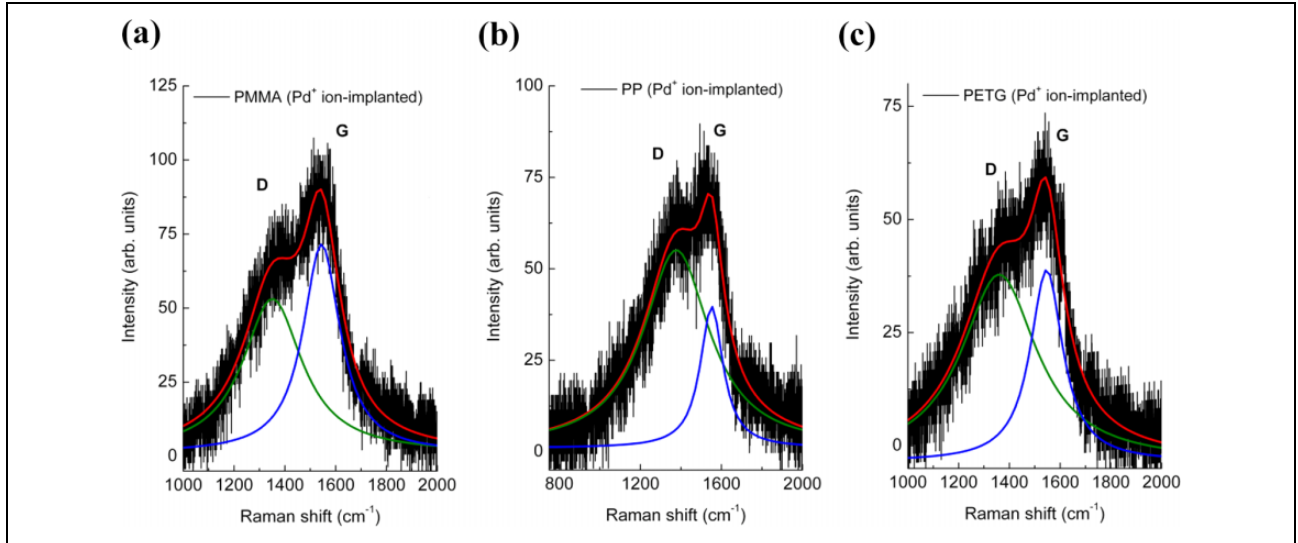 (a)
125
100
75
50
25
0
Intensity (arb. units)
PMMA (Pd⁺ ion-implanted)
D
G
1000 1200 1400 1600 1800 2000
Raman shift (cm⁻¹)
(b)
100
75
50
25
0
Intensity (arb. units)
PP (Pd⁺ ion-implanted)
D
G
800 1200 1600 2000
Raman shift (cm⁻¹)
(c)
75
50
25
0
Intensity (arb. units)
PETG (Pd⁺ ion-implanted)
D
G
1000 1200 1400 1600 1800 2000
Raman shift (cm⁻¹)